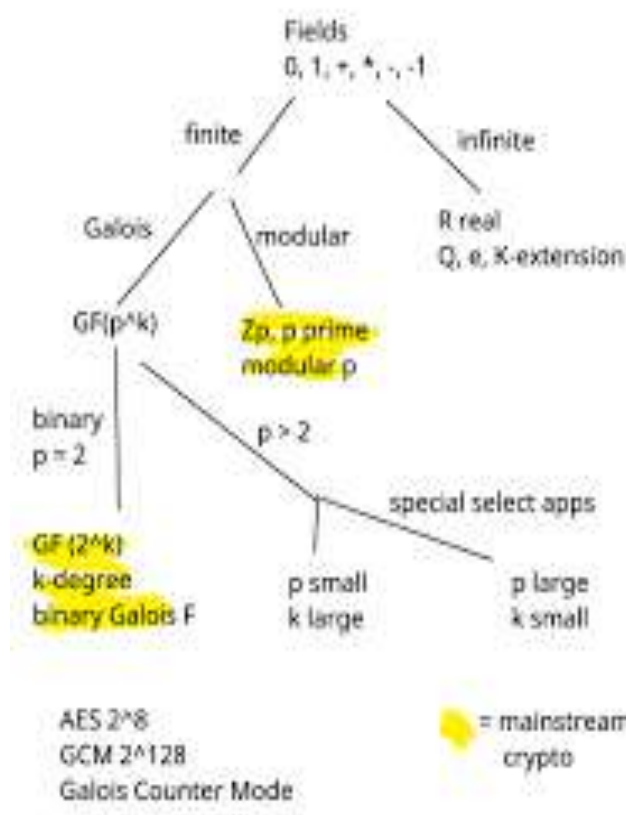 Fields
0, 1, +, *, -, -1
finite
infinite
Galois
modular
R real
Q, e, K-extension
GF(p^k)
Zp, p prime
modular p
binary
p = 2
p > 2
special select apps
GF (2^k)
k-degree
binary Galois F
p small
k large
p large
k small
AES 2^8
GCM 2^128
Galois Counter Mode
= mainstream
crypto